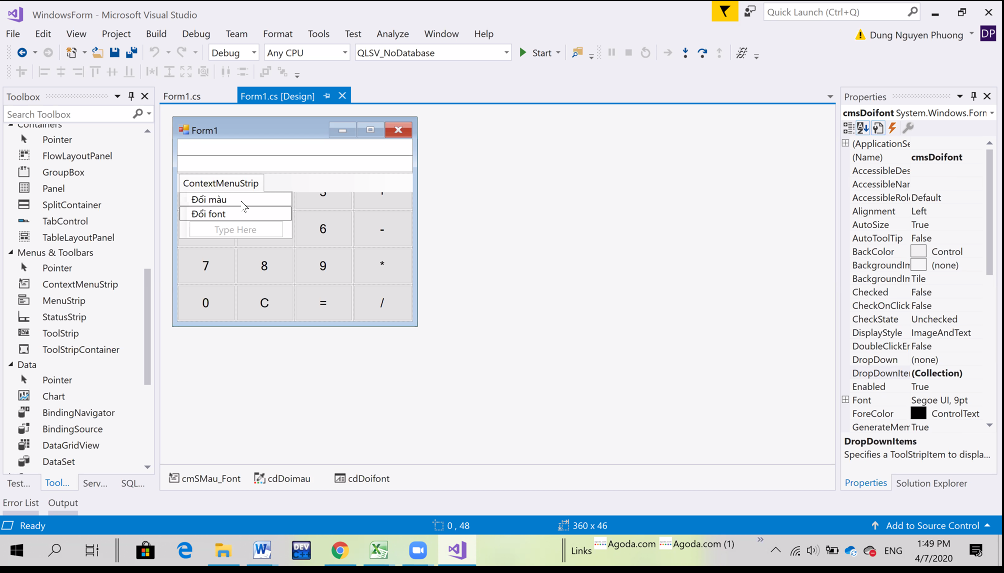 WindowsForm - Microsoft Visual Studio
Quick Launch (Ctrl+Q)
File Edit View Project Build Debug Team Format Tools Test Analyze Window Help
Dung Nguyen Phuong DP
Debug Any CPU QLSV_NoDatabase Start
Toolbox
Search Toolbox
Containers
Pointer
FlowLayoutPanel
GroupBox
Panel
SplitContainer
TabControl
TableLayoutPanel
Menus & Toolbars
Pointer
ContextMenuStrip
MenuStrip
StatusStrip
ToolStrip
ToolStripContainer
Data
Pointer
Chart
BindingNavigator
BindingSource
DataGridView
DataSet
Test... Tool... Serv... SQL...
Form1.cs Form1.cs [Design]
Form1
ContextMenuStrip
Đổi màu
Đổi font
Type Here
6 -
7 8 9 *
0 C = /
cmSMau_Font cdDoimau cdDoifont
Properties
cmsDoifont System.Windows.Form
(ApplicationSe
(Name) cmsDoifont
AccessibleDes
AccessibleNar
AccessibleRol Default
Alignment Left
AutoSize True
AutoToolTip False
BackColor Control
BackgroundIn (none)
BackgroundIn Tile
Checked False
CheckOnClick False
CheckState Unchecked
DisplayStyle ImageAndText
DoubleClickEr False
DropDown (none)
DropDownIter (Collection)
Enabled True
Font Segoe UI, 9pt
ForeColor ControlText
GenerateMem True
DropDownItems
Specifies a ToolStripItem to displa...
Properties Solution Explorer
Error List Output
Ready 0 , 48 360 x 46 Add to Source Control
DEV
Links Agoda.com Agoda.com (1) » ENG
1:49 PM
4/7/2020